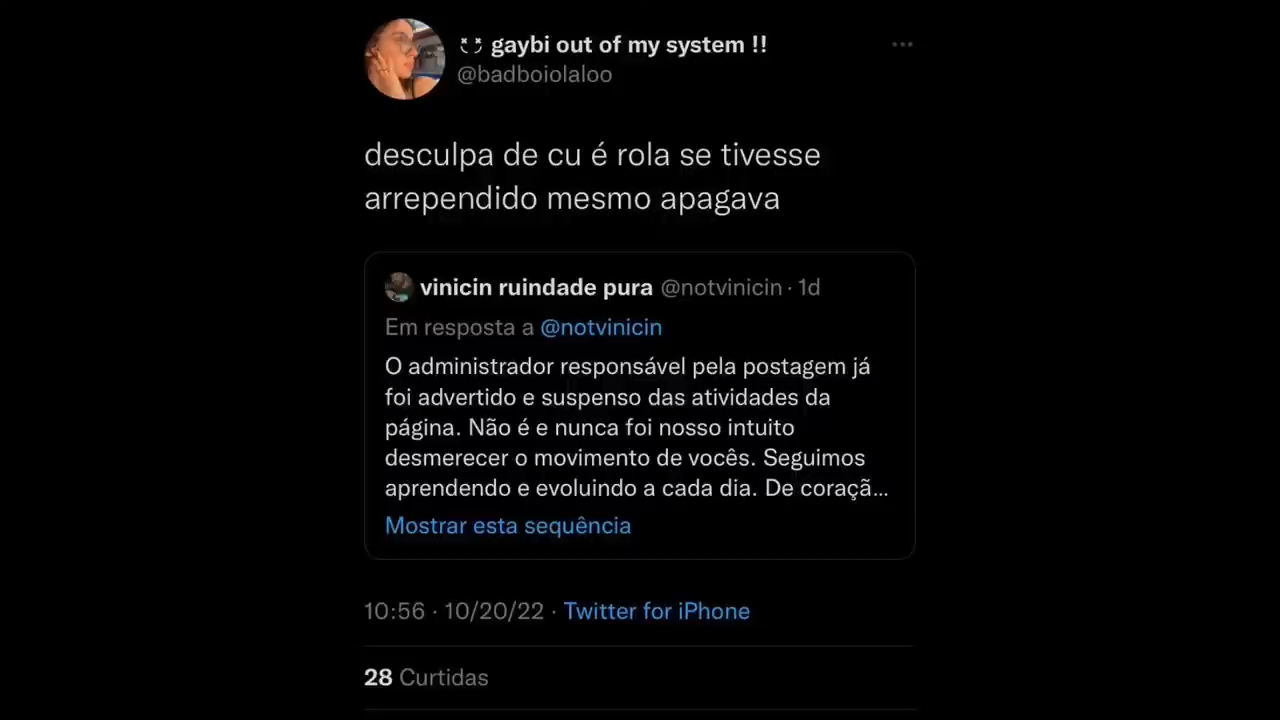 gaybi out of my system !!
@badboiolaloo
desculpa de cu é rola se tivesse
arrependido mesmo apagava
vinicin ruindade pura @notvinicin · 1d
Em resposta a @notvinicin
O administrador responsável pela postagem já
foi advertido e suspenso das atividades da
página. Não é e nunca foi nosso intuito
desmerecer o movimento de vocês. Seguimos
aprendendo e evoluindo a cada dia. De coraçã...
Mostrar esta sequência
10:56 · 10/20/22 · Twitter for iPhone
28 Curtidas